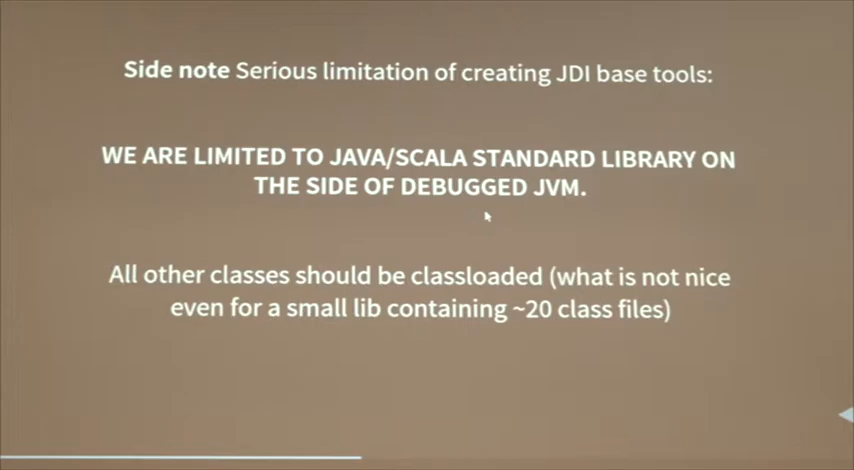 Side note Serious limitation of creating JDI base tools:
WE ARE LIMITED TO JAVA/SCALA STANDARD LIBRARY ON
THE SIDE OF DEBUGGED JVM.
All other classes should be classloaded (what is not nice
even for a small lib containing ~20 class files)